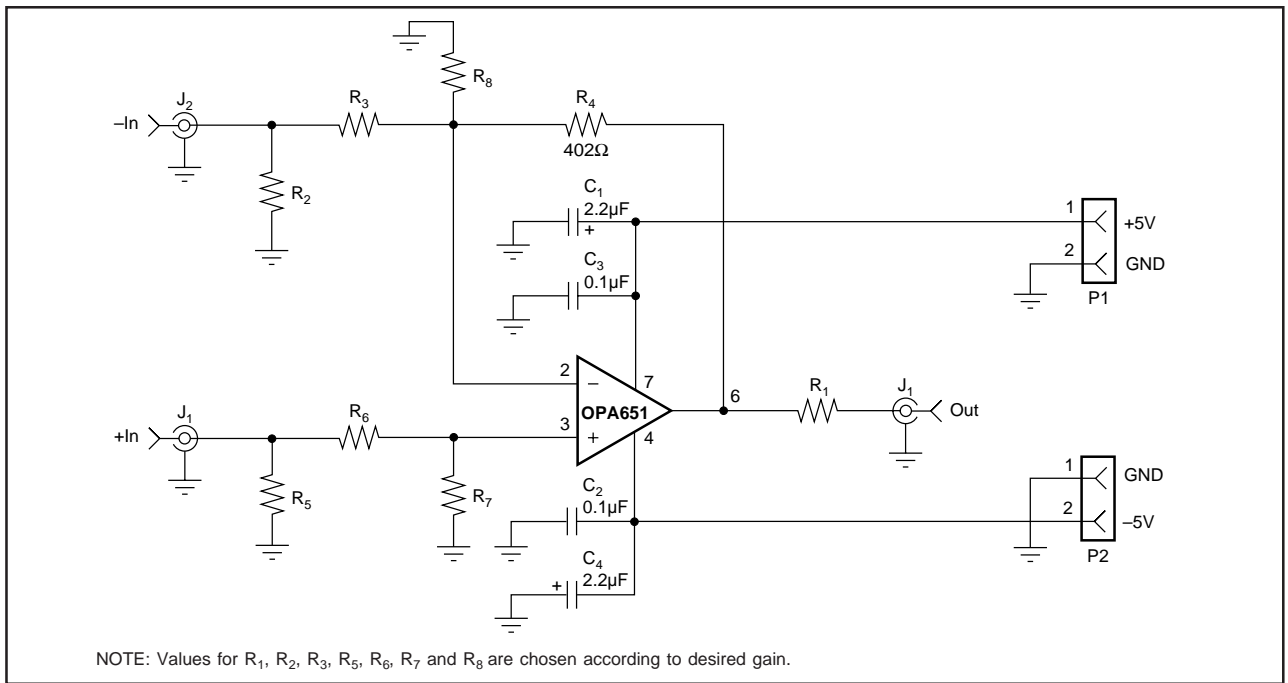 R8
J2
–In
R3
R4
402Ω
R2
C1
2.2µF
+
1
+5V
2
GND
P1
C3
0.1µF
2
–
7
OPA651
6
R1
J1
Out
3
+
4
+In
J1
R6
R5
R7
C2
0.1µF
1
GND
2
–5V
P2
C4
+
2.2µF
NOTE: Values for R1, R2, R3, R5, R6, R7 and R8 are chosen according to desired gain.